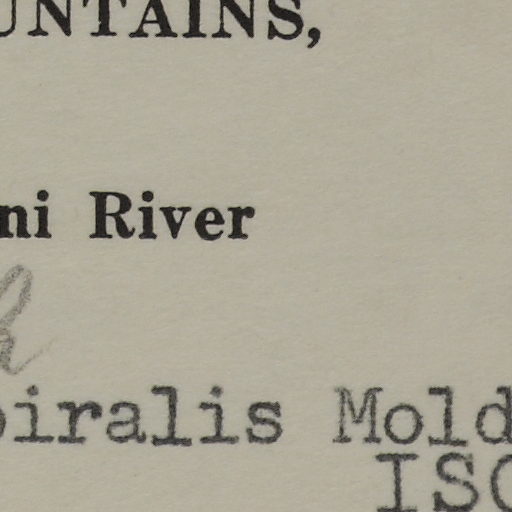 UNTAINS,
ni River
piralis Mold
ISO